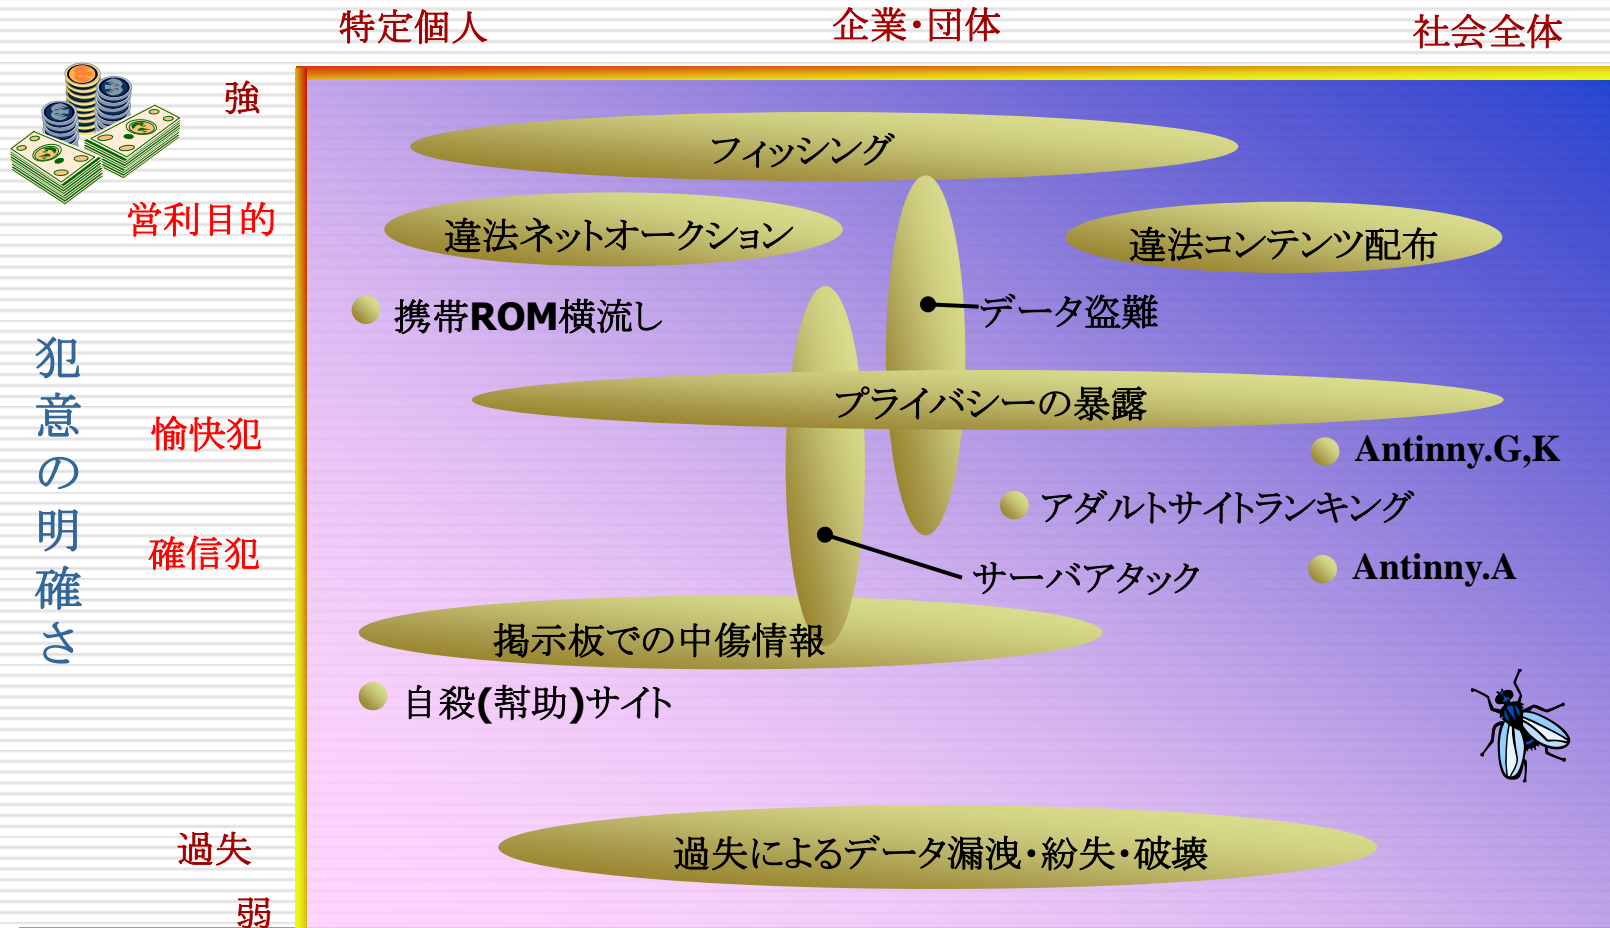 特定個人
企業・団体
社会全体
強
フィッシング
営利目的
違法ネットオークション
違法コンテンツ配布
携帯ROM横流し
データ盗難
犯意の明確さ
プライバシーの暴露
愉快犯
Antinny.G,K
アダルトサイトランキング
確信犯
サーバアタック
Antinny.A
掲示板での中傷情報
自殺(幇助)サイト
過失
過失によるデータ漏洩・紛失・破壊
弱